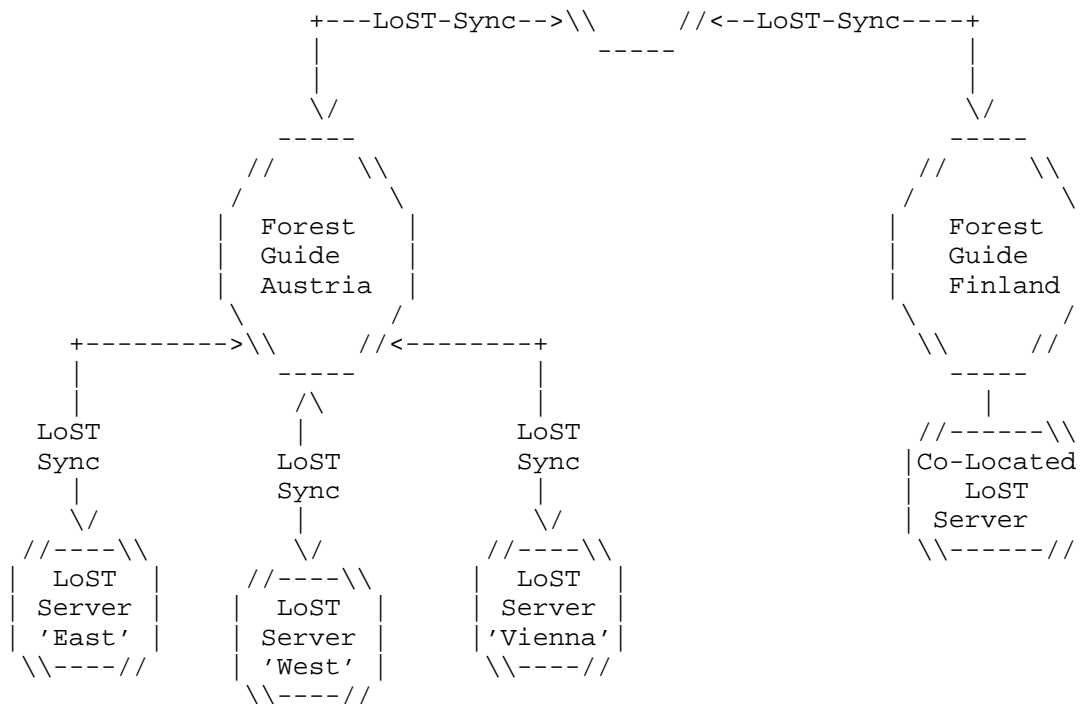 +---LoST-Sync-->\\      //<--LoST-Sync----+
                  -----
|                                         |
|                                         |
\/                                        \/
-----                                     -----
//     \\                                 //     \\
/         \                               /         \
|  Forest   |                             |  Forest
|  Guide    |                             |  Guide
|  Austria  |                             |  Finland
\         /                               \         /
+--------->\\     //<--------+            \\     //
|          -----             |            -----
|           /\               |              |
LoST        |              LoST           //------\\
Sync       LoST            Sync           |Co-Located
|          Sync              |            |   LoST
\/          |               \/            | Server
//----\\    \/            //----\\        \\------//
|  LoST  |  //----\\     |  LoST  |
| Server | |  LoST  |    | Server |
| 'East' | | Server |    |'Vienna'|
\\----//   | 'West' |     \\----//
\\----//